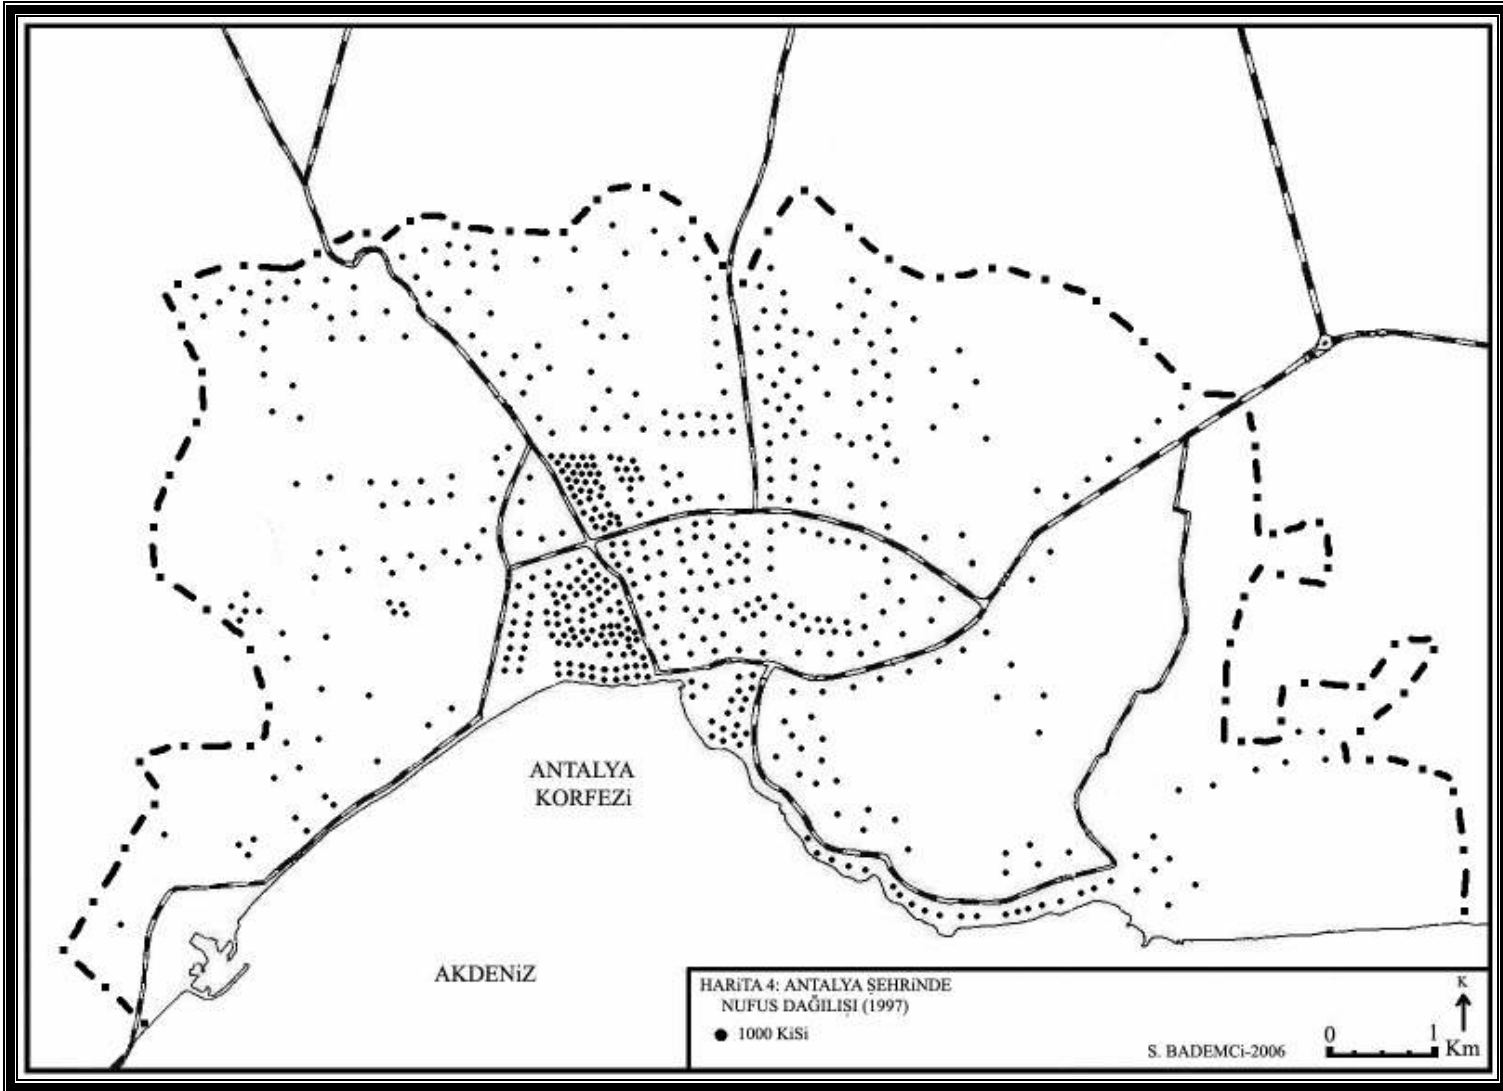 ANTALYA
KORFEZi
AKDENiZ
HARiTA 4: ANTALYA ŞEHRiNDE
NUFUS DAĞILIŞI (1997)
1000 KiSi
S. BADEMCi-2006
K
0 1
Km